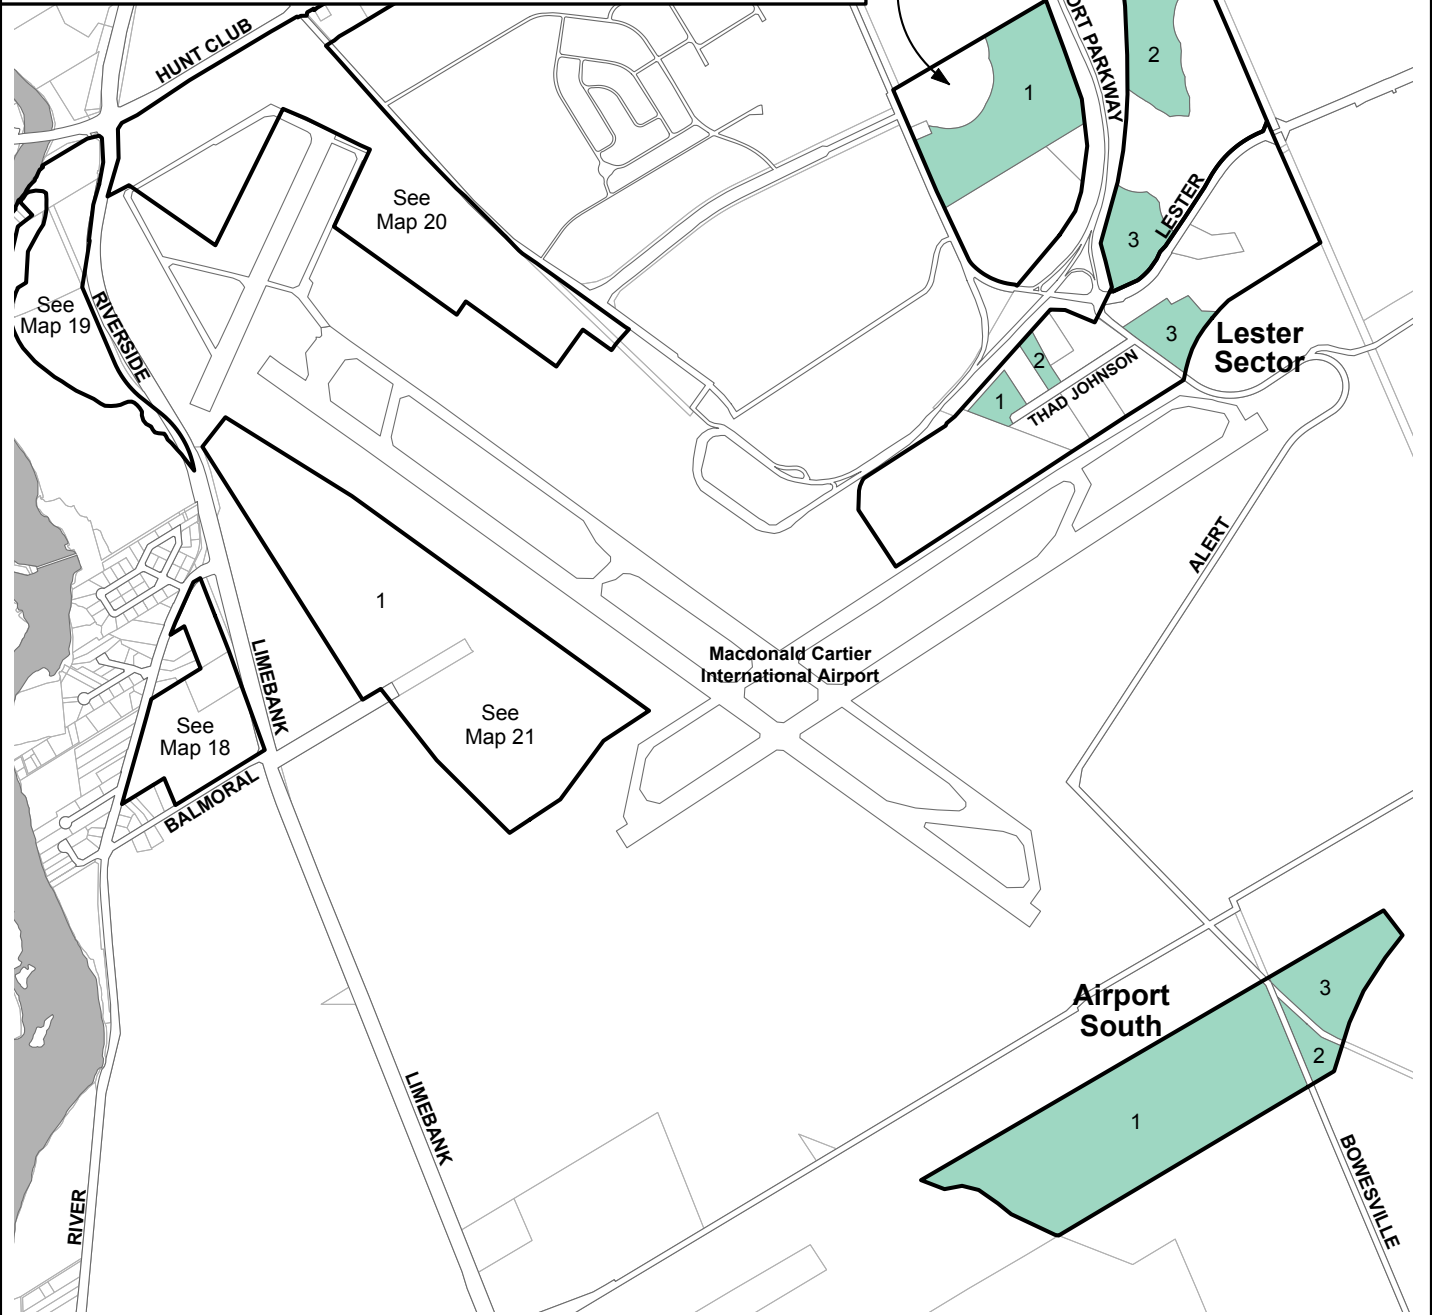 HUNT CLUB
ORT PARKWAY
2
1
See
Map 20
LESTER
3
See
Map 19
RIVERSIDE
3
Lester
Sector
2
1
THAD JOHNSON
ALERT
1
LIMEBANK
Macdonald Cartier
International Airport
See
Map 18
See
Map 21
BALMORAL
Airport
South
3
2
1
LIMEBANK
RIVER
BOWESVILLE